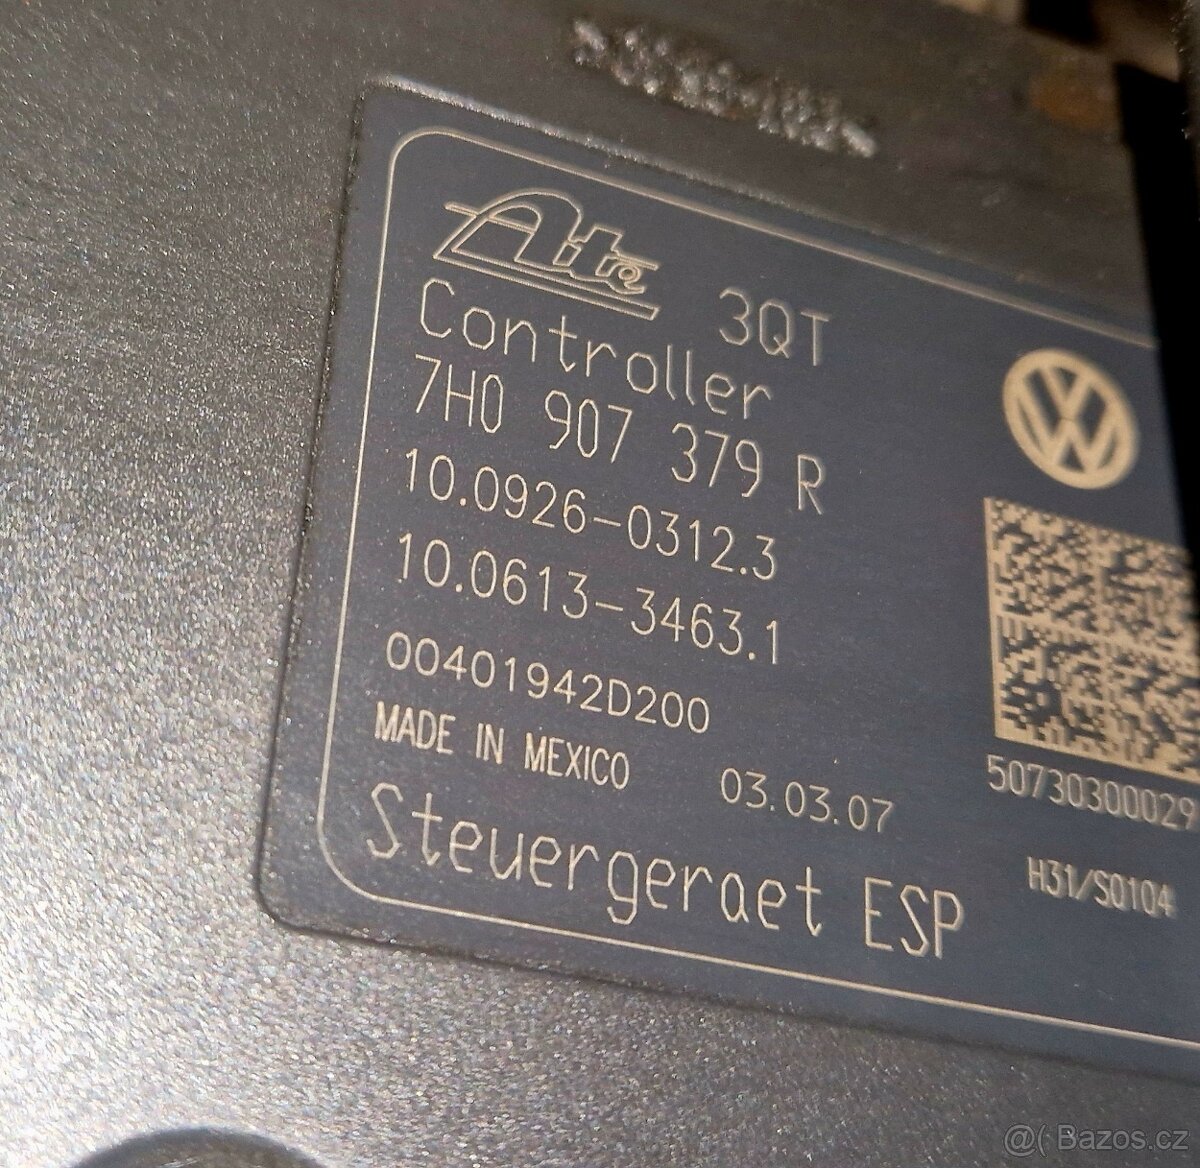 Ate
3QT
Controller
7H0 907 379 R
10.0926-0312.3
10.0613-3463.1
00401942D200
MADE IN MEXICO
03.03.07
50730300029
Steuergeraet ESP
H31/S0104
@( Bazos.cz